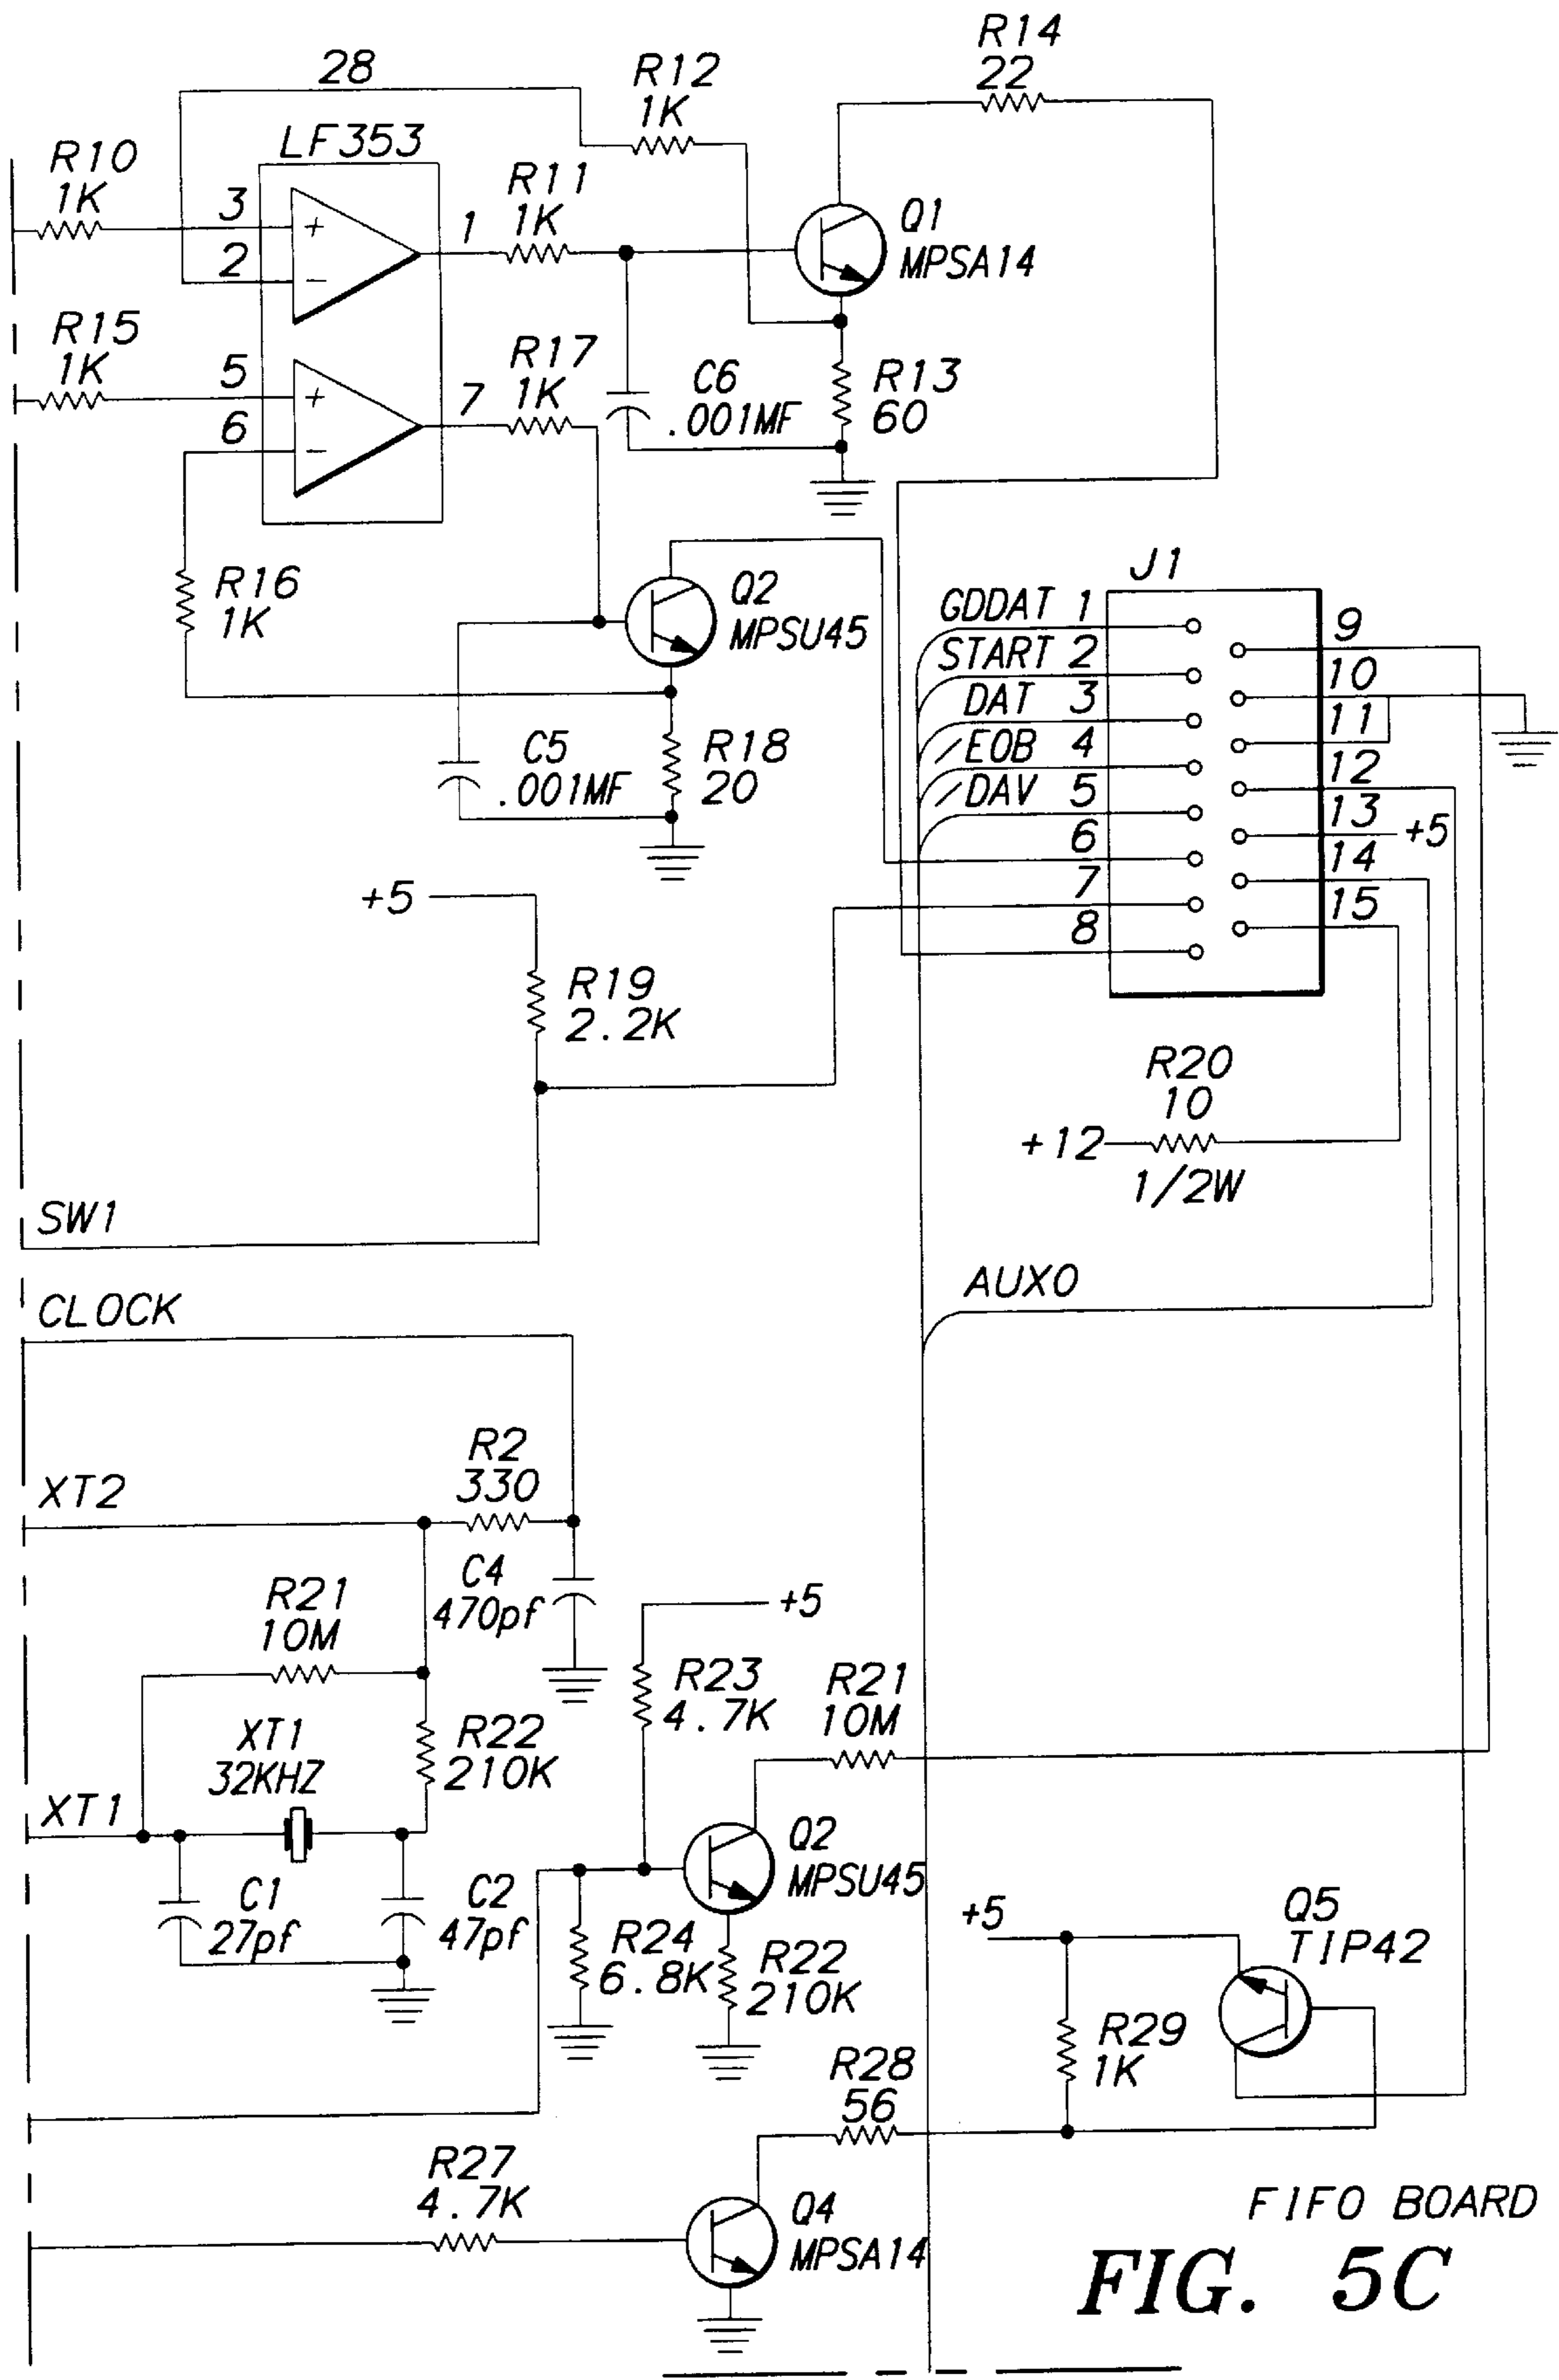 R14
22
28
R12
1K
LF353
R10
1K
3
2
+
−
1
R11
1K
Q1
MPSA14
R15
1K
5
6
+
−
7
R17
1K
C6
.001MF
R13
60
R16
1K
Q2
MPSU45
C5
.001MF
R18
20
J1
GDDAT 1
START 2
DAT 3
/EOB 4
/DAV 5
6
7
8
9
10
11
12
13
+5
14
15
+5
R19
2.2K
R20
10
+12
1/2W
SW1
AUX0
CLOCK
XT2
R2
330
C4
470pf
R21
10M
XT1
32KHZ
R22
210K
XT1
C1
27pf
C2
47pf
+5
R23
4.7K
R21
10M
Q2
MPSU45
R24
6.8K
R22
210K
+5
Q5
TIP42
R29
1K
R28
56
R27
4.7K
Q4
MPSA14
FIFO BOARD
FIG. 5C